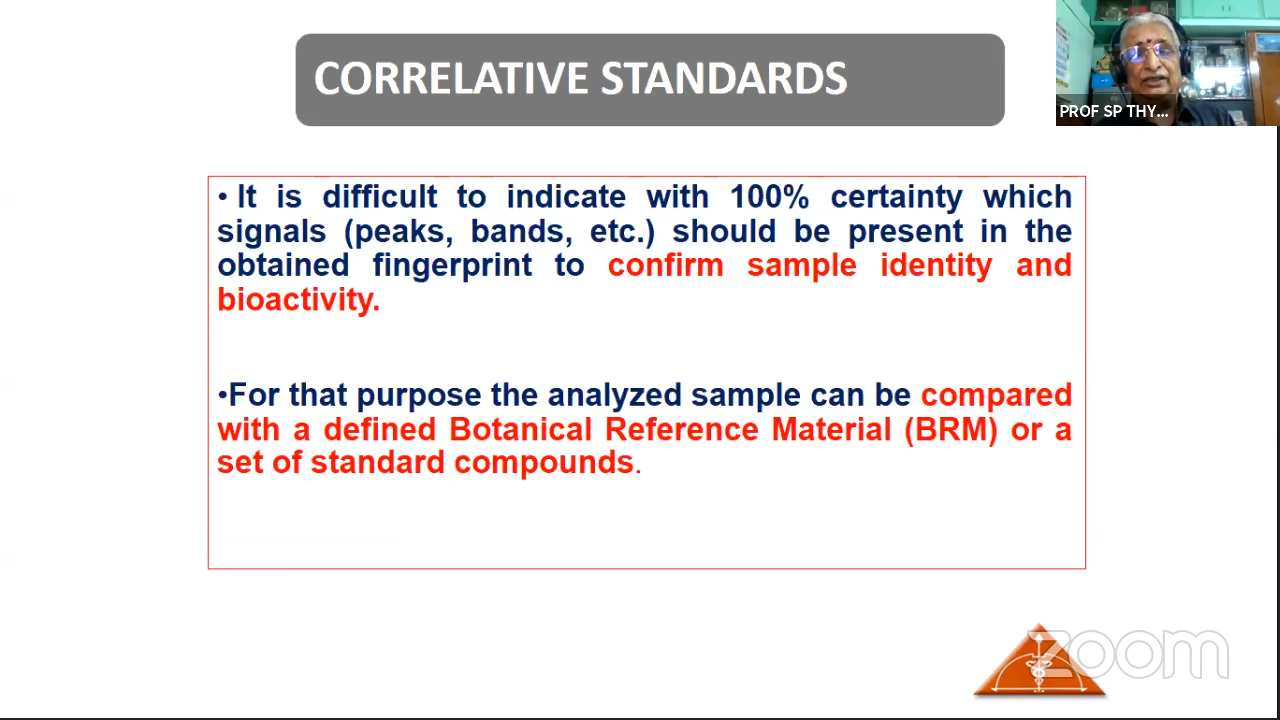 CORRELATIVE STANDARDS
PROF SP THY...
• It is difficult to indicate with 100% certainty which
signals (peaks, bands, etc.) should be present in the
obtained fingerprint to confirm sample identity and
bioactivity.
•For that purpose the analyzed sample can be compared
with a defined Botanical Reference Material (BRM) or a
set of standard compounds.
zoom